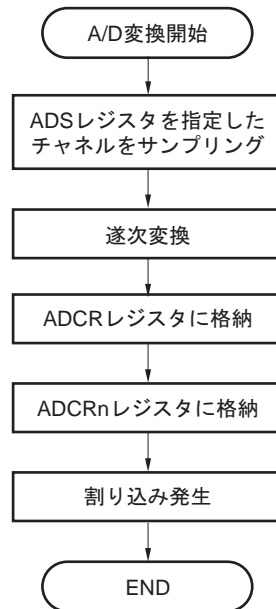 A/D変換開始
ADSレジスタを指定した
チャネルをサンプリング
逐次変換
ADCRレジスタに格納
ADCRnレジスタに格納
割り込み発生
END